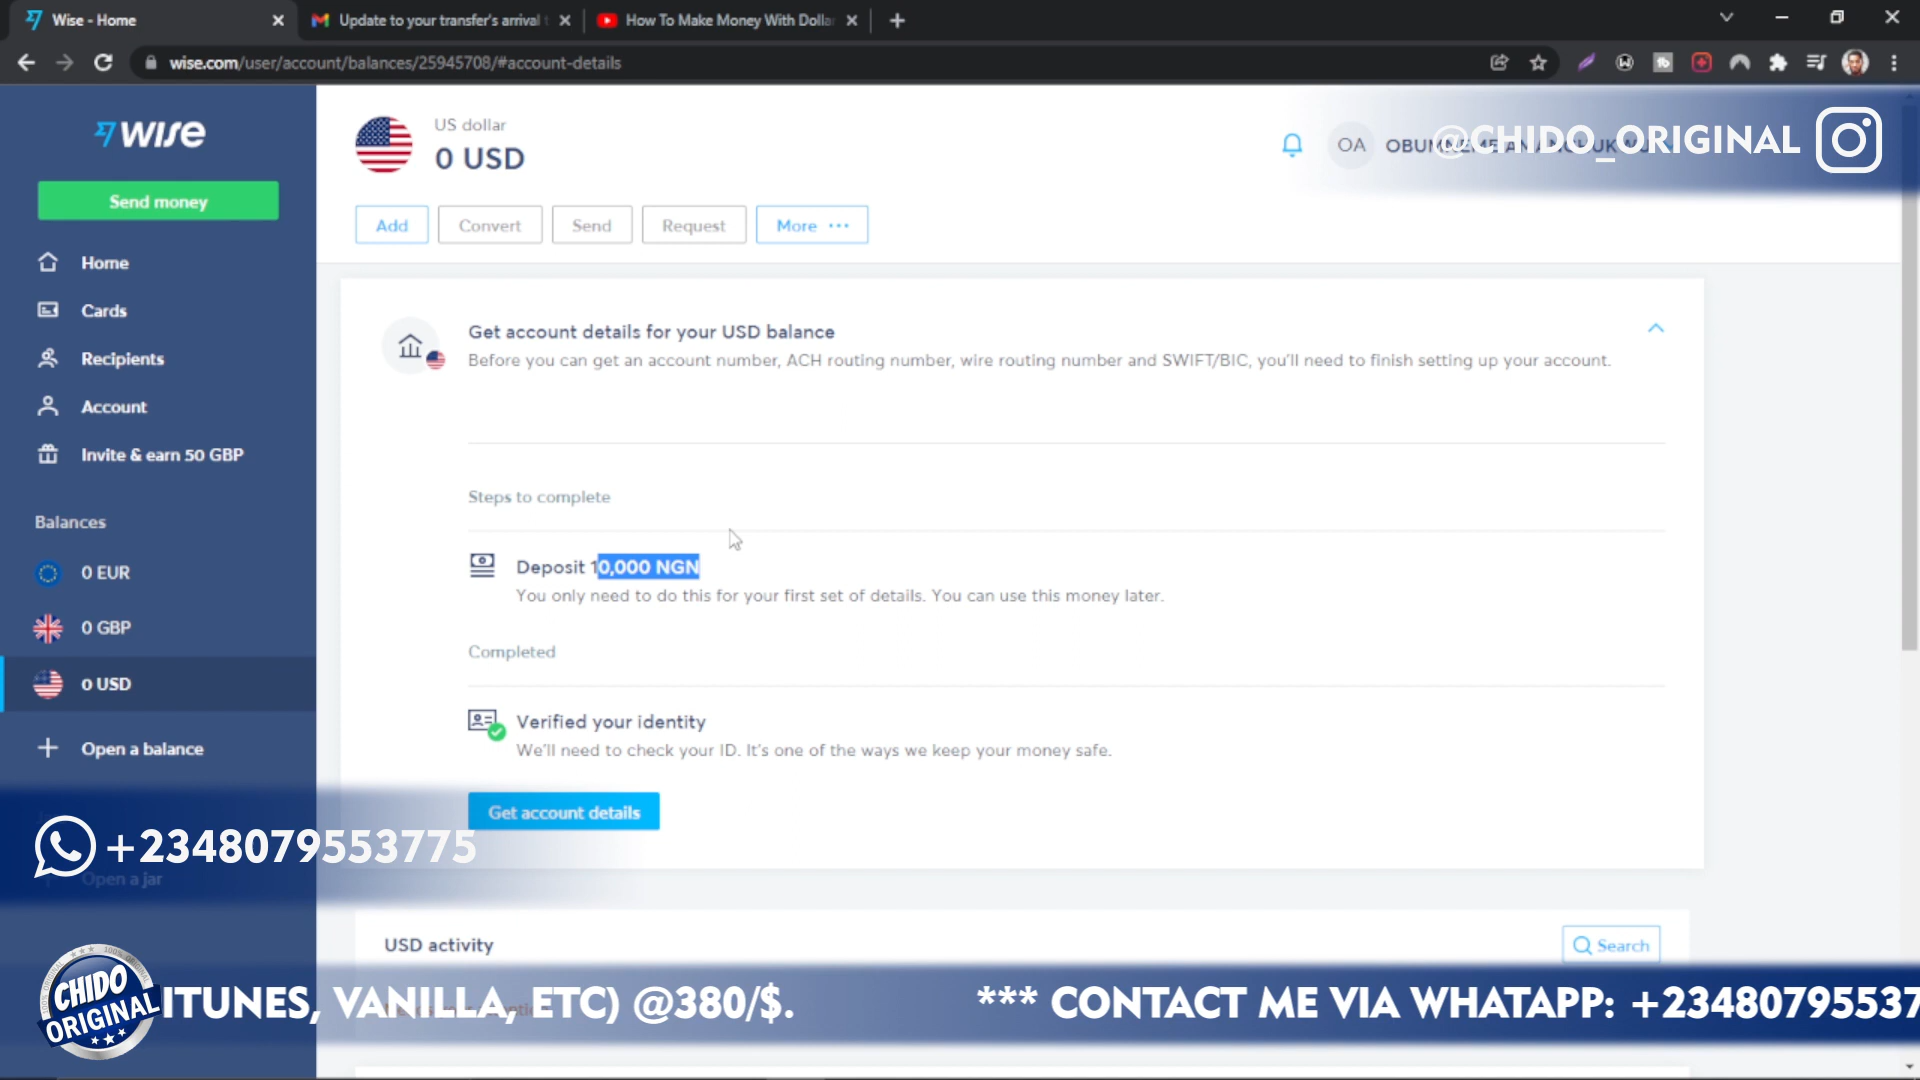 Wise - Home
Update to your transfer's arrival t
How To Make Money With Dolla
wise.com/user/account/balances/25945708/#account-details
WISE
Send money
Home
Cards
Recipients
Account
Invite & earn 50 GBP
Balances
0 EUR
0 GBP
0 USD
Open a balance
Open a jar
US dollar
0 USD
OA
@CHIDO_ORIGINAL
Add
Convert
Send
Request
More
Get account details for your USD balance
Before you can get an account number, ACH routing number, wire routing number and SWIFT/BIC, you'll need to finish setting up your account.
Steps to complete
Deposit 10,000 NGN
You only need to do this for your first set of details. You can use this money later.
Completed
Verified your identity
We'll need to check your ID. It's one of the ways we keep your money safe.
Get account details
+2348079553775
USD activity
Search
CHIDO
ORIGINAL
ITUNES, VANILLA, ETC) @380/$.
*** CONTACT ME VIA WHATAPP: +23480795537